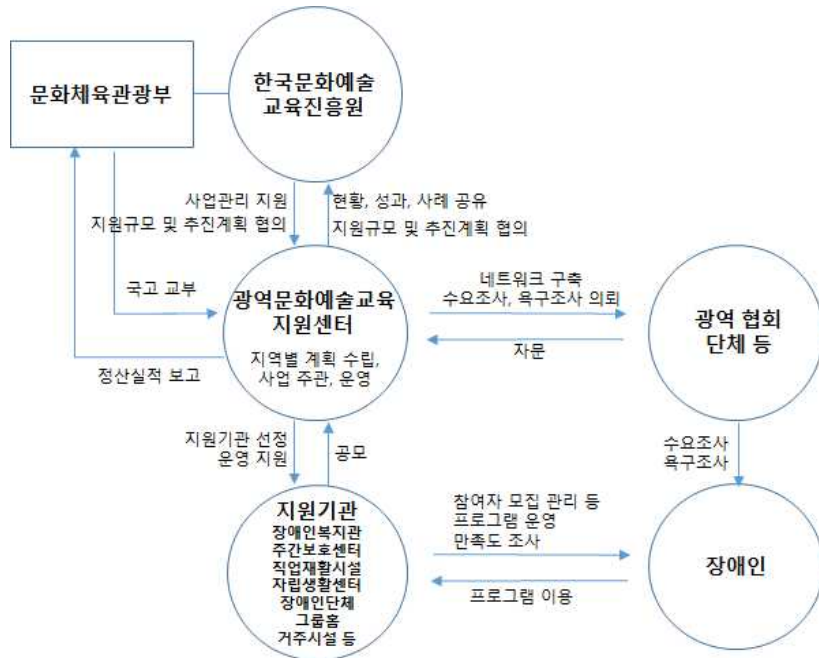 문화체육관광부
한국문화예술
교육진흥원
사업관리 지원
지원규모 및 추진계획 협의
현황, 성과, 사례 공유
지원규모 및 추진계획 협의
국고 교부
정산실적 보고
광역문화예술교육
지원센터
지역별 계획 수립,
사업 주관, 운영
네트워크 구축
수요조사, 욕구조사 의뢰
자문
광역 협회
단체 등
지원기관 선정
운영 지원
공모
수요조사
욕구조사
지원기관
장애인복지관
주간보호센터
직업재활시설
자립생활센터
장애인단체
그룹홈
거주시설 등
참여자 모집 관리 등
프로그램 운영
만족도 조사
프로그램 이용
장애인